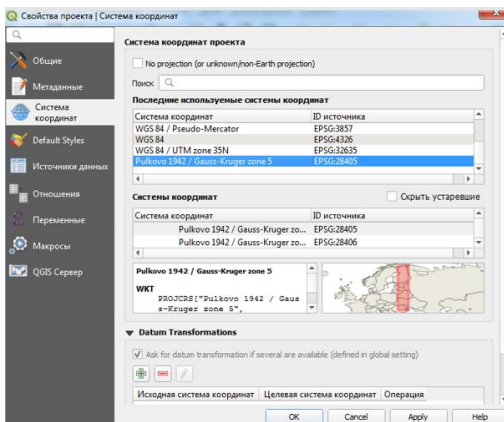 Свойства проекта | Система координат
Общие
Метаданные
Система координат
Default Styles
Источники данных
Отношения
Переменные
Макросы
QGIS Сервер
Система координат проекта
No projection (or unknown/non-Earth projection)
Поиск
Последние используемые системы координат
Система координат ID источника
WGS 84 / Pseudo-Mercator EPSG:3857
WGS 84 EPSG:4326
WGS 84 / UTM zone 35N EPSG:32635
Pulkovo 1942 / Gauss-Kruger zone 5 EPSG:28405
Системы координат Скрыть устаревшие
Система координат ID источника
Pulkovo 1942 / Gauss-Kruger zo... EPSG:28405
Pulkovo 1942 / Gauss-Kruger zo... EPSG:28406
Pulkovo 1942 / Gauss-Kruger zone 5
WKT
PROJCRS["Pulkovo 1942 / Gaus
s-Kruger zone 5",
Datum Transformations
Ask for datum transformation if several are available (defined in global setting)
Исходная система координат Целевая система координат Операция
OK Cancel Apply Help